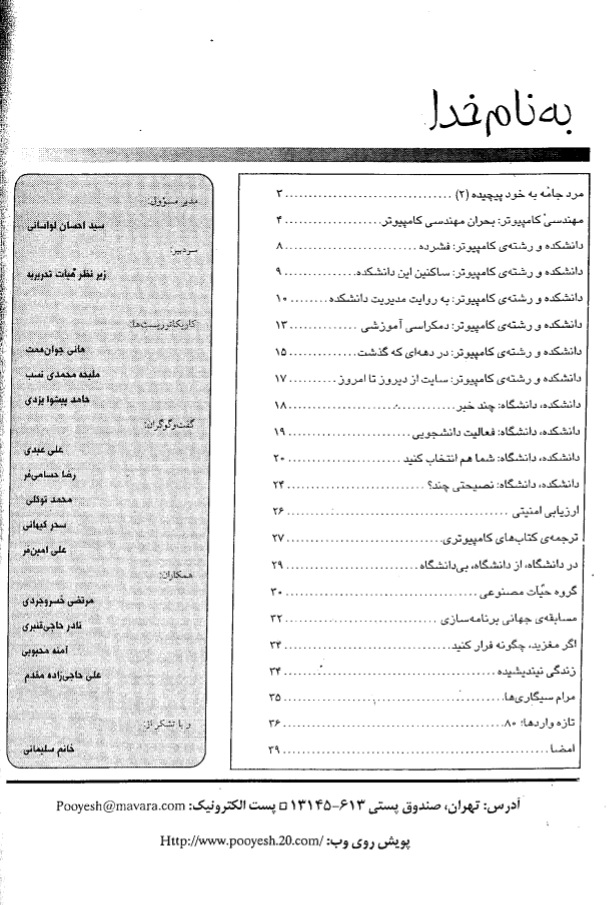 به نام خدا
مرد جامه به خود پیچیده (۲) ............................. ۳
مهندسی کامپیوتر: بحران مهندسی کامپیوتر ............... ۴
دانشکده و رشته‌ی کامپیوتر: فشرده ..................... ۸
دانشکده و رشته‌ی کامپیوتر: ساکنین این دانشکده ......... ۹
دانشکده و رشته‌ی کامپیوتر: به روایت مدیریت دانشکده ......... ۱۰
دانشکده و رشته‌ی کامپیوتر: دمکراسی آموزشی ............. ۱۳
دانشکده و رشته‌ی کامپیوتر: در دهه‌ای که گذشت ............ ۱۵
دانشکده و رشته‌ی کامپیوتر: سایت از دیروز تا امروز ......... ۱۷
دانشکده، دانشگاه: چند خبر ........................... ۱۸
دانشکده، دانشگاه: فعالیت دانشجویی ..................... ۱۹
دانشکده، دانشگاه: شما هم انتخاب کنید ................... ۲۰
دانشکده، دانشگاه: نصیحتی چند؟ ....................... ۲۴
ارزیابی امنیتی ................................. ۲۶
ترجمه‌ی کتاب‌های کامپیوتری ......................... ۲۷
در دانشگاه، از دانشگاه، بی‌دانشگاه ..................... ۲۹
گروه حیّات مصنوعی ............................. ۳۰
مسابقه‌ی جهانی برنامه‌سازی ......................... ۳۲
اگر مغزید، چگونه فرار کنید ......................... ۳۴
زندگی نیندیشیده ............................... ۳۴
مرام سیگاری‌ها ................................. ۳۵
تازه واردها؛ ۸۰ ................................. ۳۶
امضا ......................................... ۳۹
مدیر مسؤول:
سید احسان لواسانی
سردبیر:
زیر نظر هیأت تحریریه
کاریکاتوریست‌ها:
هانی جوان‌همت
ملیحه محمدی نسب
حامد پیشوا یزدی
گفت‌وگوگران:
علی عبدی
رضا حسامی‌فر
محمد توکلی
سحر کیهانی
علی امین‌فر
همکاران:
مرتضی خسروجردی
نادر حاجی‌قنبری
آمنه محبوبی
علی حاجی‌زاده مقدم
و با تشکر از:
خانم سلیمانی
آدرس: تهران، صندوق پستی ۶۱۳-۱۳۱۴۵ □ پست الکترونیک: Pooyesh@mavara.com
پویش روی وب: Http://www.pooyesh.20.com/